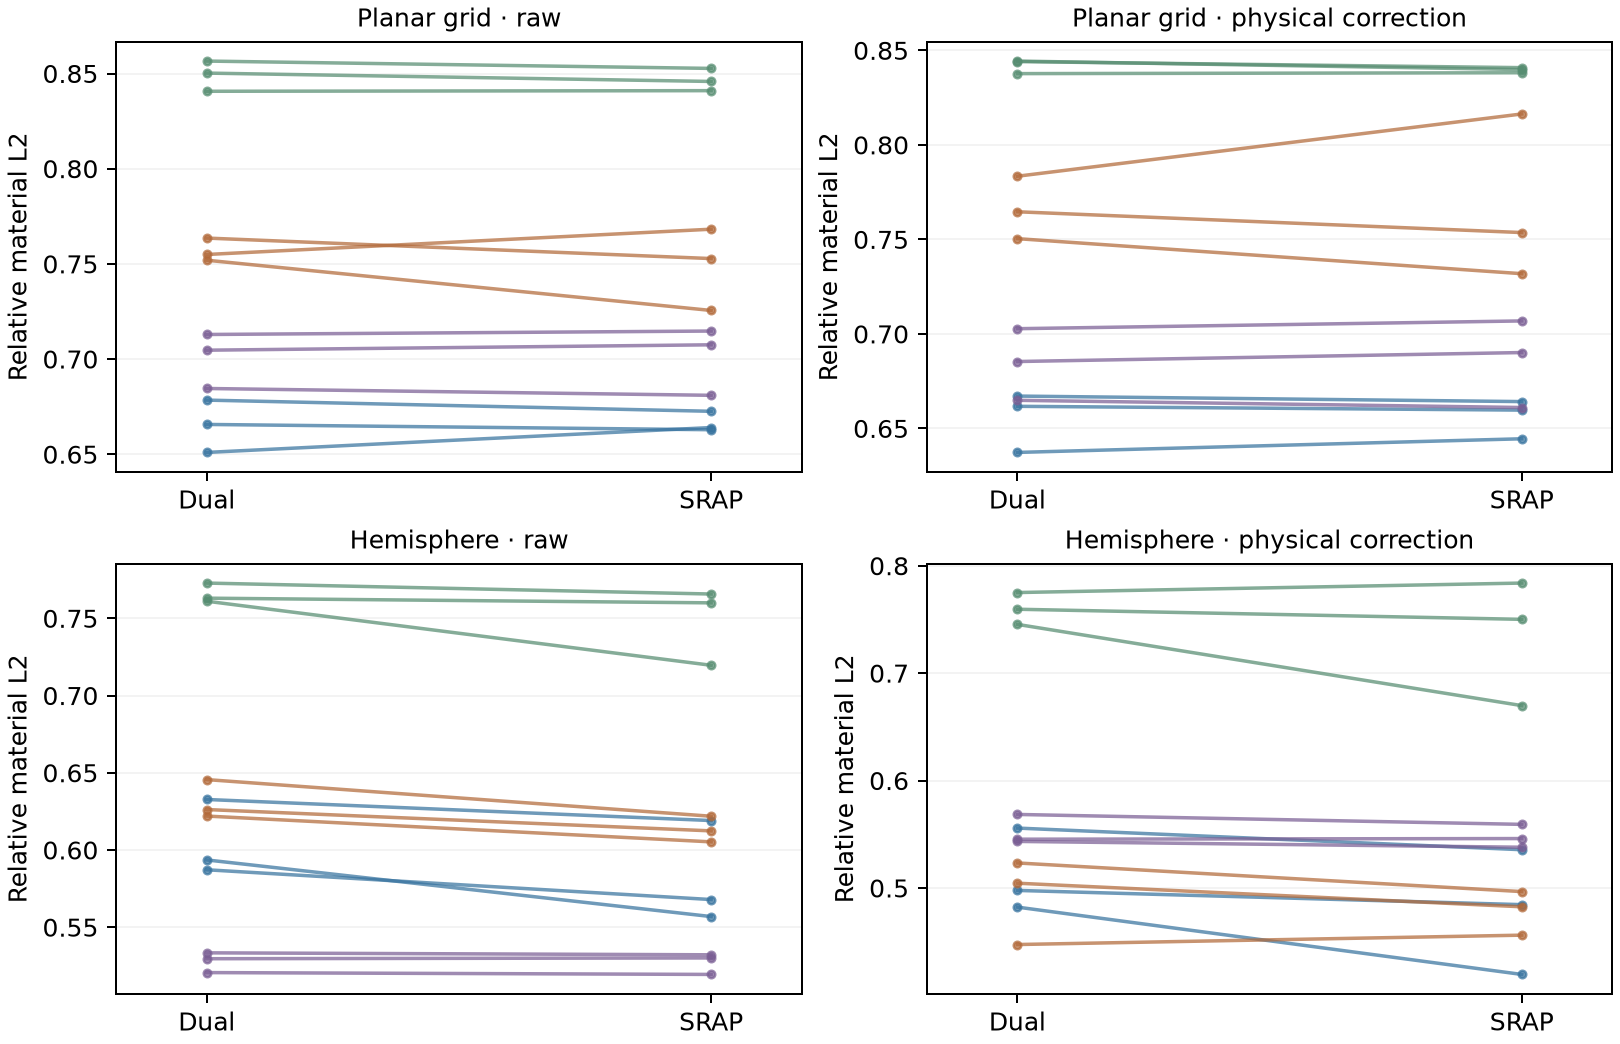 Planar grid · raw
Relative material L2
0.85
0.80
0.75
0.70
0.65
Dual
SRAP
Planar grid · physical correction
Relative material L2
0.85
0.80
0.75
0.70
0.65
Dual
SRAP
Hemisphere · raw
Relative material L2
0.75
0.70
0.65
0.60
0.55
Dual
SRAP
Hemisphere · physical correction
Relative material L2
0.8
0.7
0.6
0.5
Dual
SRAP